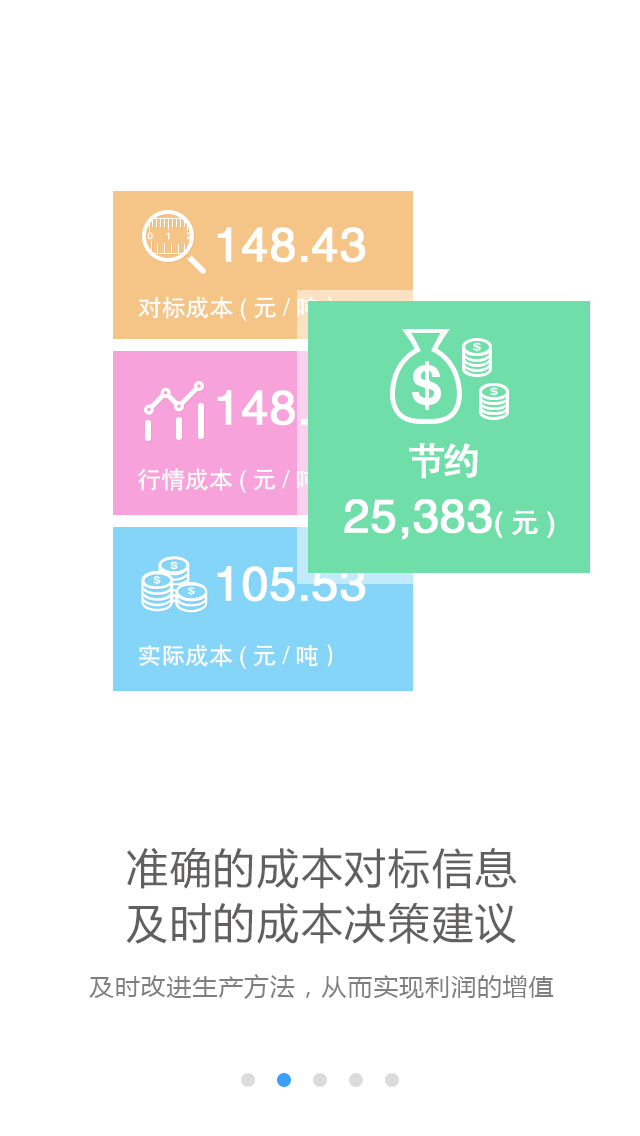 0 1 2
148.43
对标成本 ( 元 / 吨 )
148.
行情成本 ( 元 / 吨
$ $ $
节约
25,383( 元 )
$ $ $
105.53
实际成本 ( 元 / 吨 )
准确的成本对标信息
及时的成本决策建议
及时改进生产方法，从而实现利润的增值